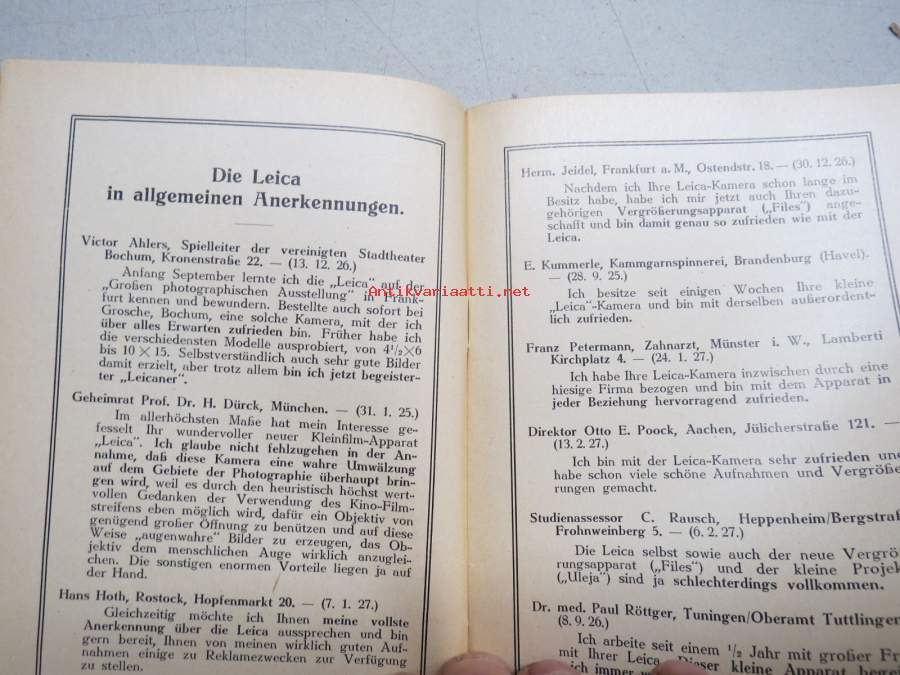 Die Leica
in allgemeinen Anerkennungen.
Victor Ahlers, Spielleiter der vereinigten Stadttheater
Bochum, Kronenstraße 22. — (13. 12. 26.)
Anfang September lernte ich die „Leica“ auf der
„Großen photographischen Ausstellung“ in Frank-
furt kennen und bewundern. Bestellte auch sofort bei
Grosche, Bochum, eine solche Kamera, mit der ich
über alles Erwarten zufrieden bin. Früher habe ich
die verschiedensten Modelle ausprobiert, von 4½×6
bis 10×15. Selbstverständlich auch sehr gute Bilder
damit erzielt, aber trotz allem bin ich jetzt begeister-
ter „Leicaner“.
Geheimrat Prof. Dr. H. Dürck, München. — (31. 1. 25.)
Im allerhöchsten Maße hat mein Interesse ge-
fesselt Ihr wundervoller neuer Kleinfilm-Apparat
„Leica“. Ich glaube nicht fehlzugehen in der An-
nahme, daß diese Kamera eine wahre Umwälzung
auf dem Gebiete der Photographie überhaupt brin-
gen wird, weil es durch den heuristisch höchst wert-
vollen Gedanken der Verwendung des Kino-Film-
streifens eben möglich wird, dafür ein Objektiv von
genügend großer Öffnung zu benützen und auf diese
Weise „augenwahre“ Bilder zu erzeugen, das Ob-
jektiv dem menschlichen Auge wirklich anzuglei-
chen. Die sonstigen enormen Vorteile liegen ja auf
der Hand.
Hans Hoth, Rostock, Hopfenmarkt 20. — (7. 1. 27.)
Gleichzeitig möchte ich Ihnen meine vollste
Anerkennung über die Leica aussprechen und bin
gern bereit, Ihnen von meinen wirklich guten Auf-
nahmen einige zu Reklamezwecken zur Verfügung
zu stellen.
Herm. Jeidel, Frankfurt a. M., Ostendstr. 18. — (30. 12. 26.)
Nachdem ich Ihre Leica-Kamera schon lange im
Besitz habe, habe ich mir jetzt auch Ihren dazu-
gehörigen Vergrößerungsapparat („Files“) ange-
schafft und bin damit genau so zufrieden wie mit der
Leica.
E. Kummerle, Kammgarnspinnerei, Brandenburg (Havel).
— (28. 9. 25.)
Ich besitze seit einigen Wochen Ihre kleine
„Leica“-Kamera und bin mit derselben außerordent-
lich zufrieden.
Franz Petermann, Zahnarzt, Münster i. W., Lamberti
Kirchplatz 4. — (24. 1. 27.)
Ich habe Ihre Leica-Kamera inzwischen durch eine
hiesige Firma bezogen und bin mit dem Apparat in
jeder Beziehung hervorragend zufrieden.
Direktor Otto E. Poock, Aachen, Jülicherstraße 121. —
(13. 2. 27.)
Ich bin mit der Leica-Kamera sehr zufrieden und
habe schon viele schöne Aufnahmen und Vergröße
rungen gemacht.
Studienassessor C. Rausch, Heppenheim/Bergstraß
Frohnweinberg 5. — (6. 2. 27.)
Die Leica selbst sowie auch der neue Vergrö
rungsapparat („Files“) und der kleine Projek
(„Uleja“) sind ja schlechterdings vollkommen.
Dr. med. Paul Röttger, Tuningen/Oberamt Tuttlingen
(8. 9. 26.)
Ich arbeite seit einem ½ Jahr mit großer Fr
mit Ihrer Leica. Dieser kleine Apparat
ich immer
Antikvariaatti.net